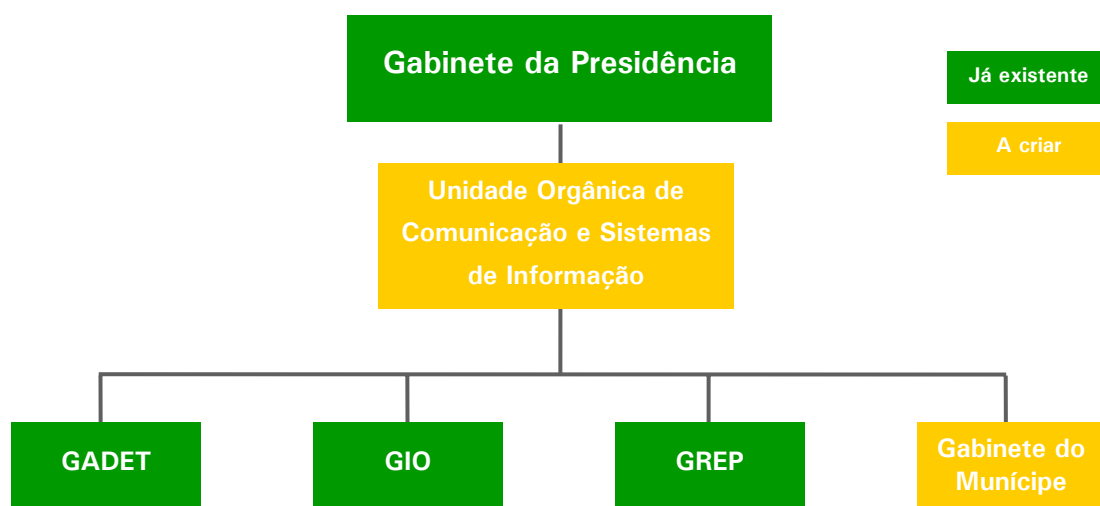 Gabinete da Presidência
Já existente
A criar
Unidade Orgânica de
Comunicação e Sistemas
de Informação
GADET
GIO
GREP
Gabinete do
Munícipe